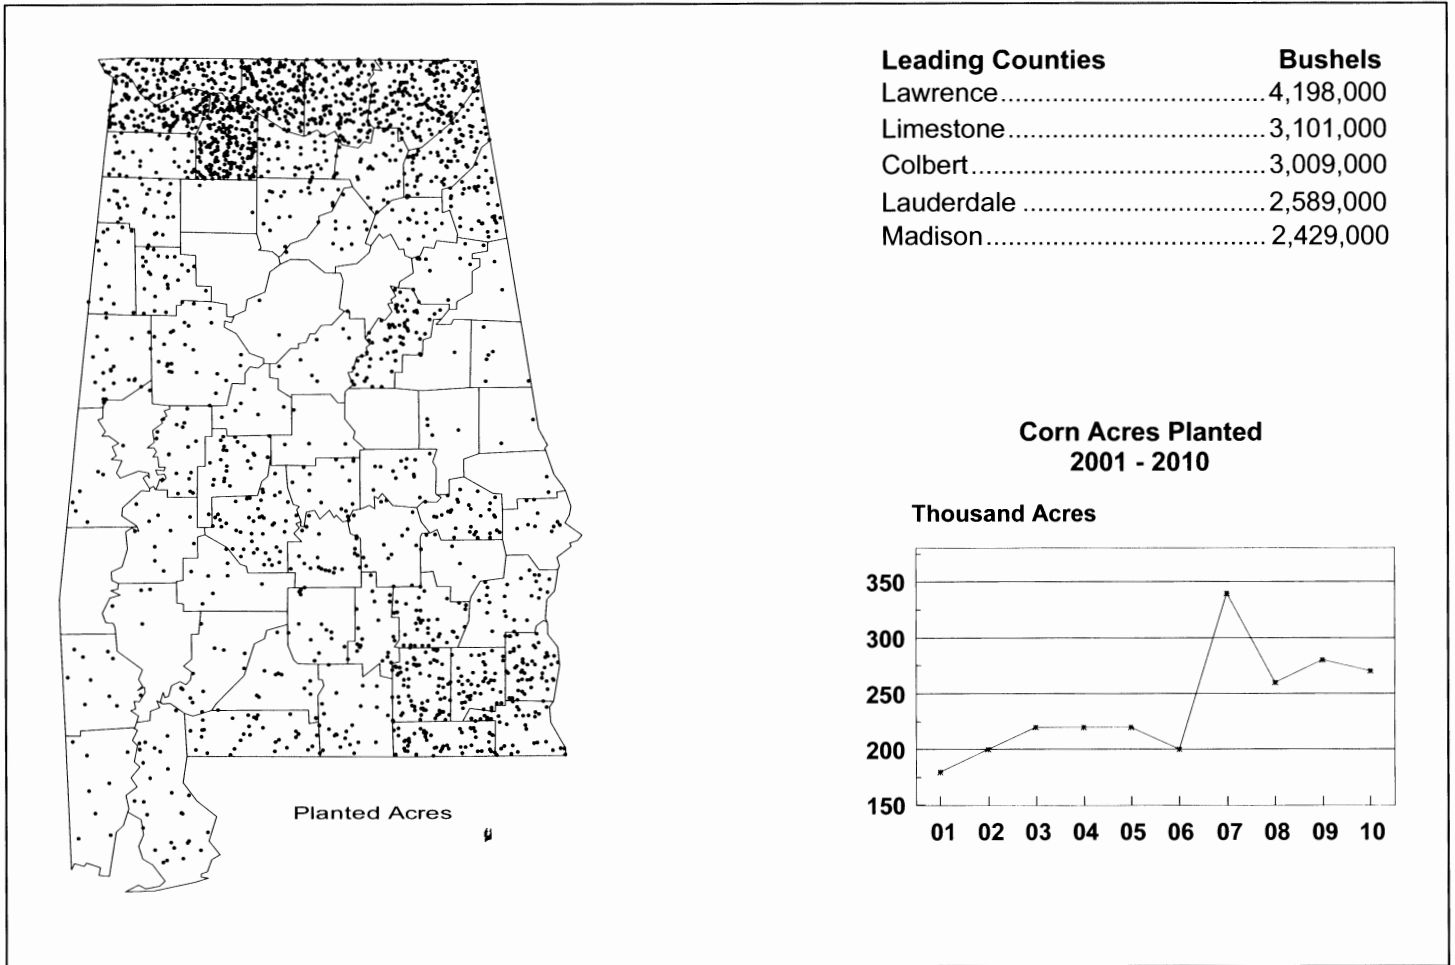 Leading Counties Bushels
Lawrence............................4,198,000
Limestone...........................3,101,000
Colbert...............................3,009,000
Lauderdale ..........................2,589,000
Madison..............................2,429,000
Corn Acres Planted
2001 - 2010
Thousand Acres
350
300
250
200
150
01 02 03 04 05 06 07 08 09 10
Planted Acres